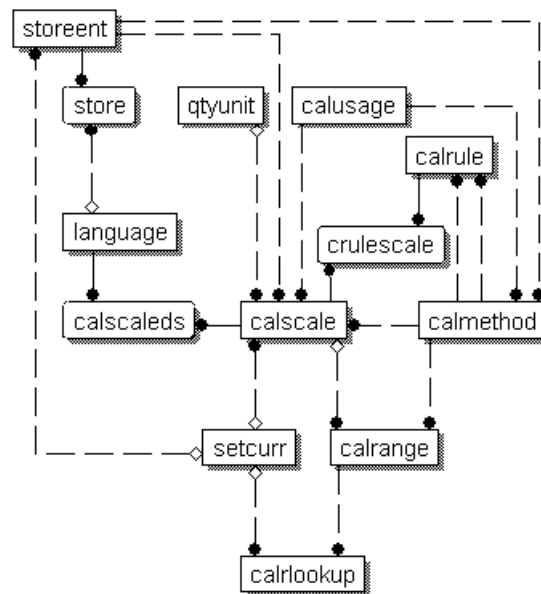 storeent
store
qtyunit
calusage
calrule
language
crulescale
calscaleds
calscale
calmethod
setcurr
calrange
calrlookup